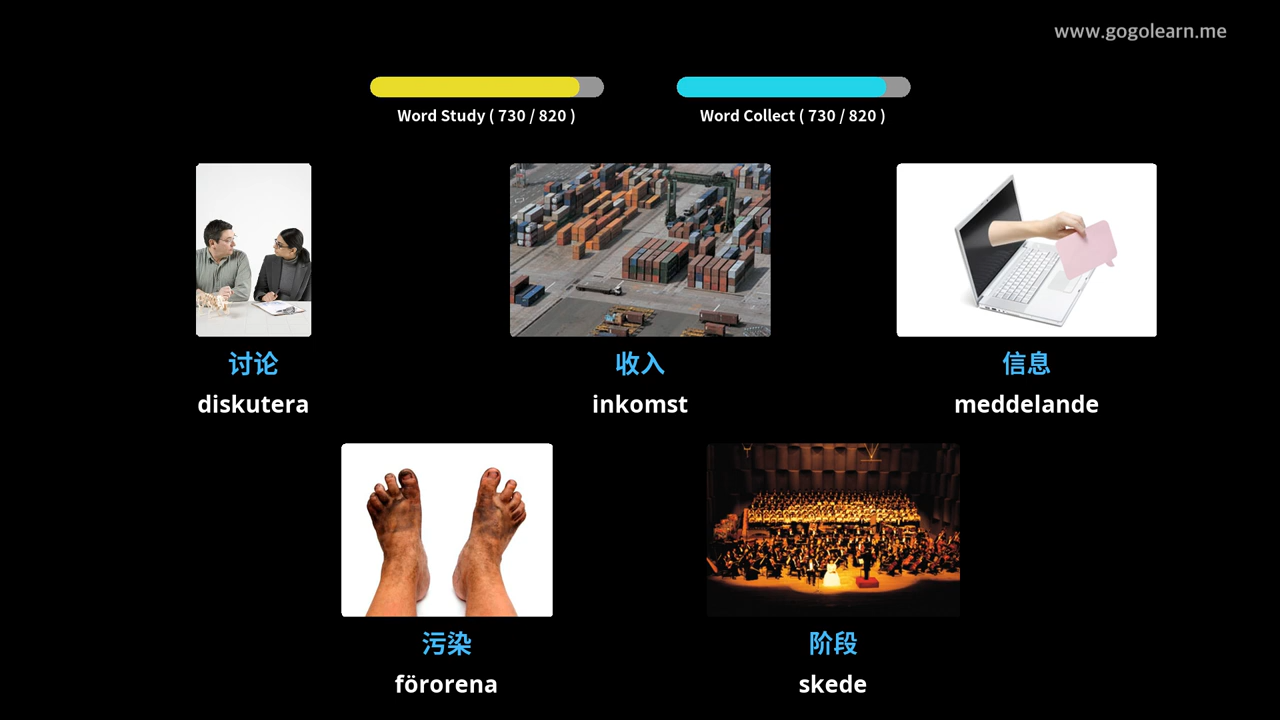 www.gogolearn.me
Word Study ( 730 / 820 )
Word Collect ( 730 / 820 )
讨论
diskutera
收入
inkomst
信息
meddelande
污染
förorena
阶段
skede